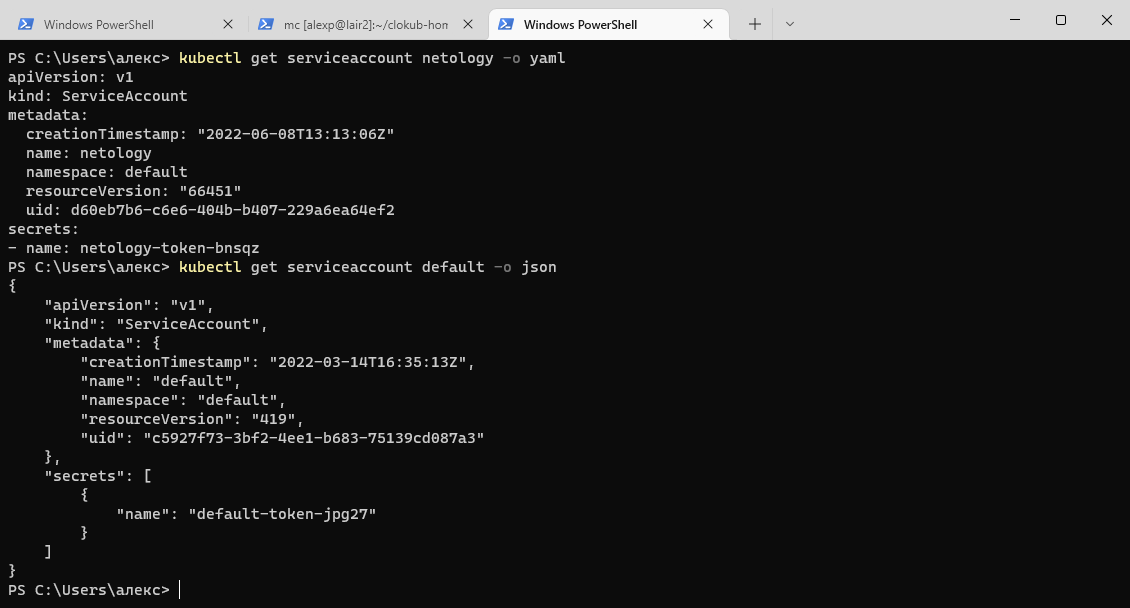 Windows PowerShell
mc [alexp@lair2]:~/clokub-hom
Windows PowerShell
PS C:\Users\алекс> kubectl get serviceaccount netology -o yaml
apiVersion: v1
kind: ServiceAccount
metadata:
  creationTimestamp: "2022-06-08T13:13:06Z"
  name: netology
  namespace: default
  resourceVersion: "66451"
  uid: d60eb7b6-c6e6-404b-b407-229a6ea64ef2
secrets:
- name: netology-token-bnsqz
PS C:\Users\алекс> kubectl get serviceaccount default -o json
{
    "apiVersion": "v1",
    "kind": "ServiceAccount",
    "metadata": {
        "creationTimestamp": "2022-03-14T16:35:13Z",
        "name": "default",
        "namespace": "default",
        "resourceVersion": "419",
        "uid": "c5927f73-3bf2-4ee1-b683-75139cd087a3"
    },
    "secrets": [
        {
            "name": "default-token-jpg27"
        }
    ]
}
PS C:\Users\алекс>